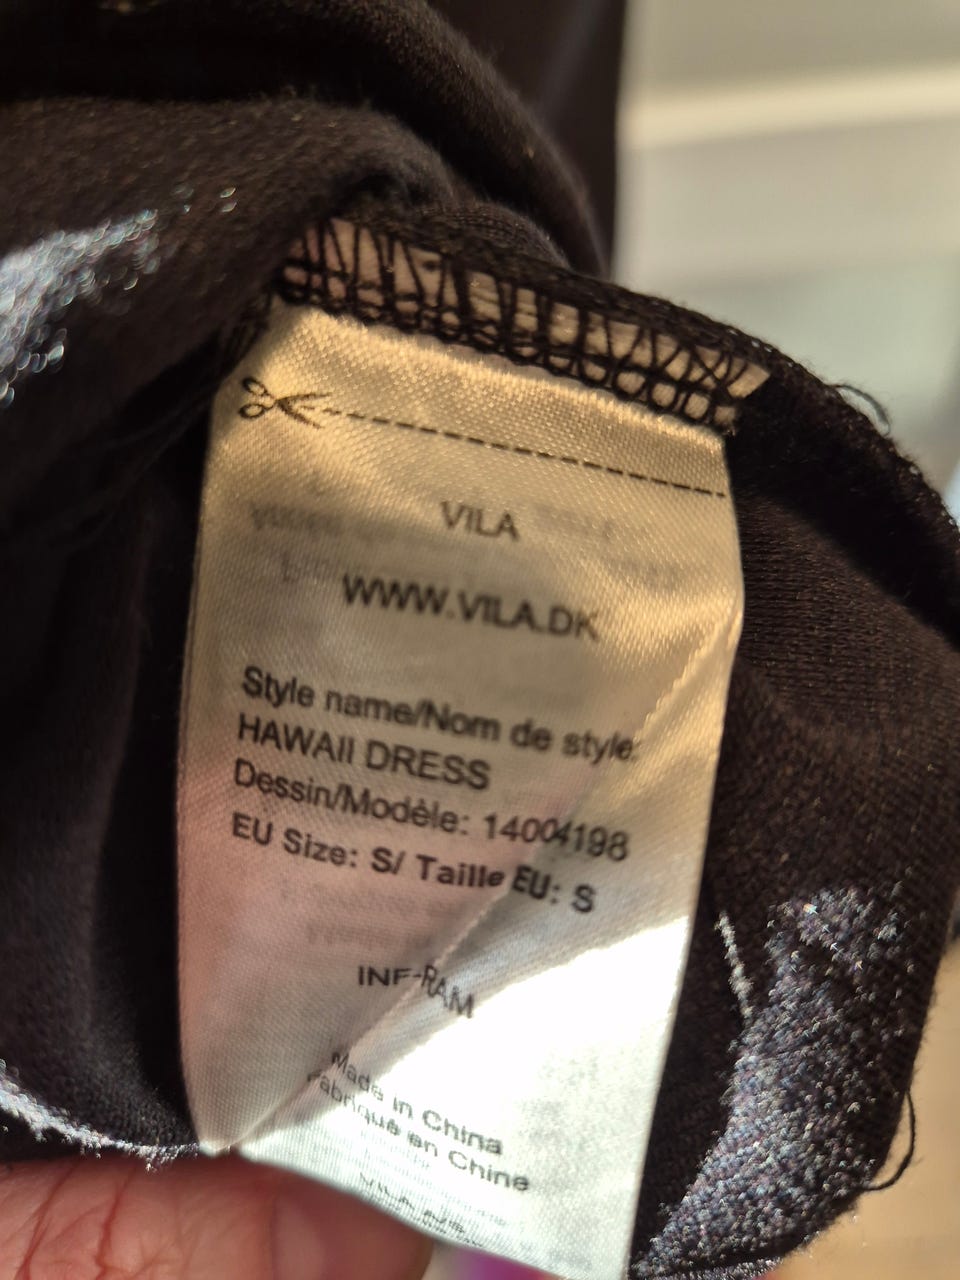 VILA
WWW.VILA.DK
Style name/Nom de style:
HAWAII DRESS
Dessin/Modèle: 14004198
EU Size: S/ Taille EU: S
INF-RAM
Made in China
Fabriqué en Chine